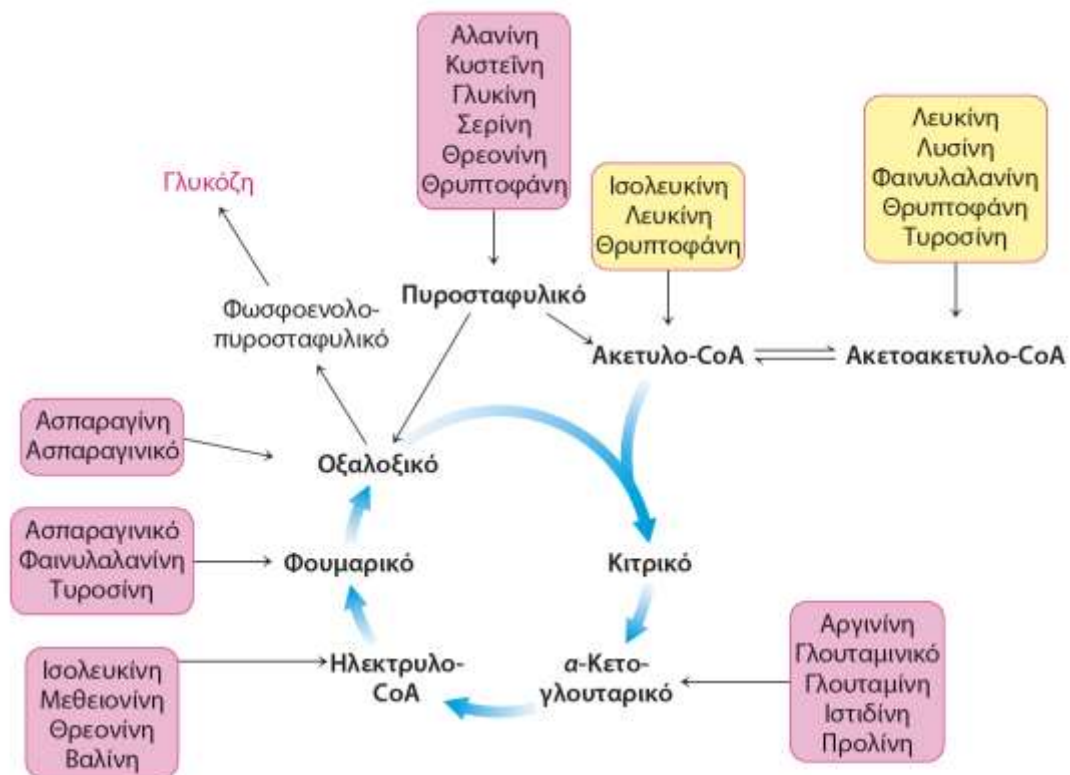 Αλανίνη
Κυστεΐνη
Γλυκίνη
Σερίνη
Θρεονίνη
Θρυπτοφάνη
Λευκίνη
Λυσίνη
Φαινυλαλανίνη
Θρυπτοφάνη
Τυροσίνη
Ισολευκίνη
Λευκίνη
Θρυπτοφάνη
Γλυκόζη
Πυροσταφυλικό
Φωσφοενολο-
πυροσταφυλικό
Ακετυλο-CoA
Ακετοακετυλο-CoA
Ασπαραγίνη
Ασπαραγινικό
Οξαλοξικό
Ασπαραγινικό
Φαινυλαλανίνη
Τυροσίνη
Φουμαρικό
Κιτρικό
Ισολευκίνη
Μεθειονίνη
Θρεονίνη
Βαλίνη
Ηλεκτρυλο-
CoA
α-Κετο-
γλουταρικό
Αργινίνη
Γλουταμινικό
Γλουταμίνη
Ιστιδίνη
Προλίνη